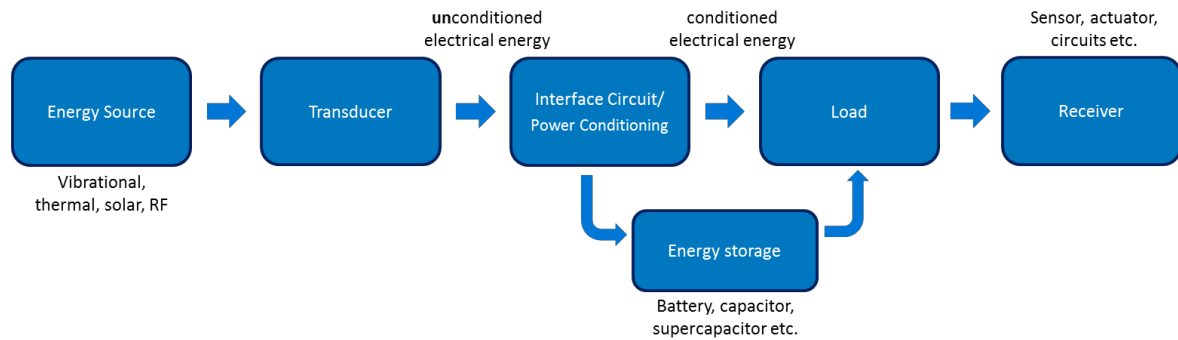 unconditioned
electrical energy
conditioned
electrical energy
Sensor, actuator,
circuits etc.
Energy Source
Transducer
Interface Circuit/
Power Conditioning
Load
Receiver
Vibrational,
thermal, solar, RF
Energy storage
Battery, capacitor,
supercapacitor etc.